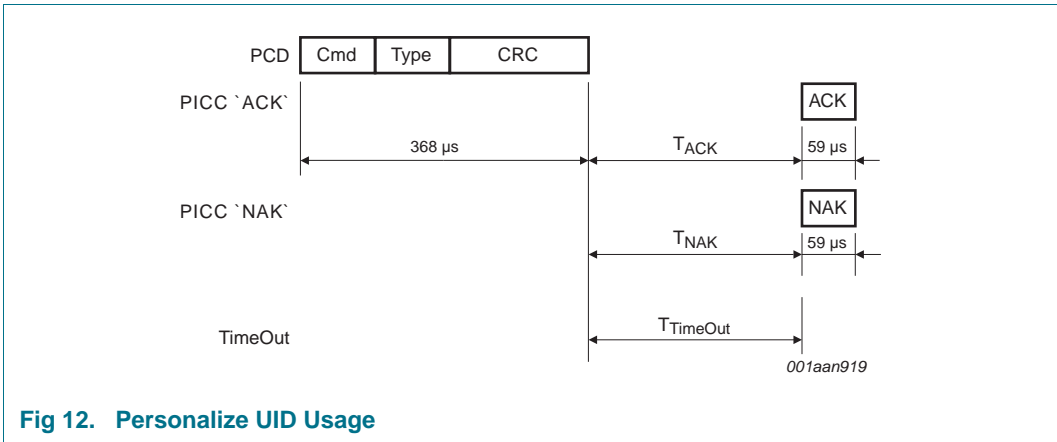 PCD Cmd Type CRC
PICC `ACK` ACK
368 µs TACK 59 µs
PICC `NAK` NAK
TNAK 59 µs
TimeOut TTimeOut
001aan919
Fig 12. Personalize UID Usage